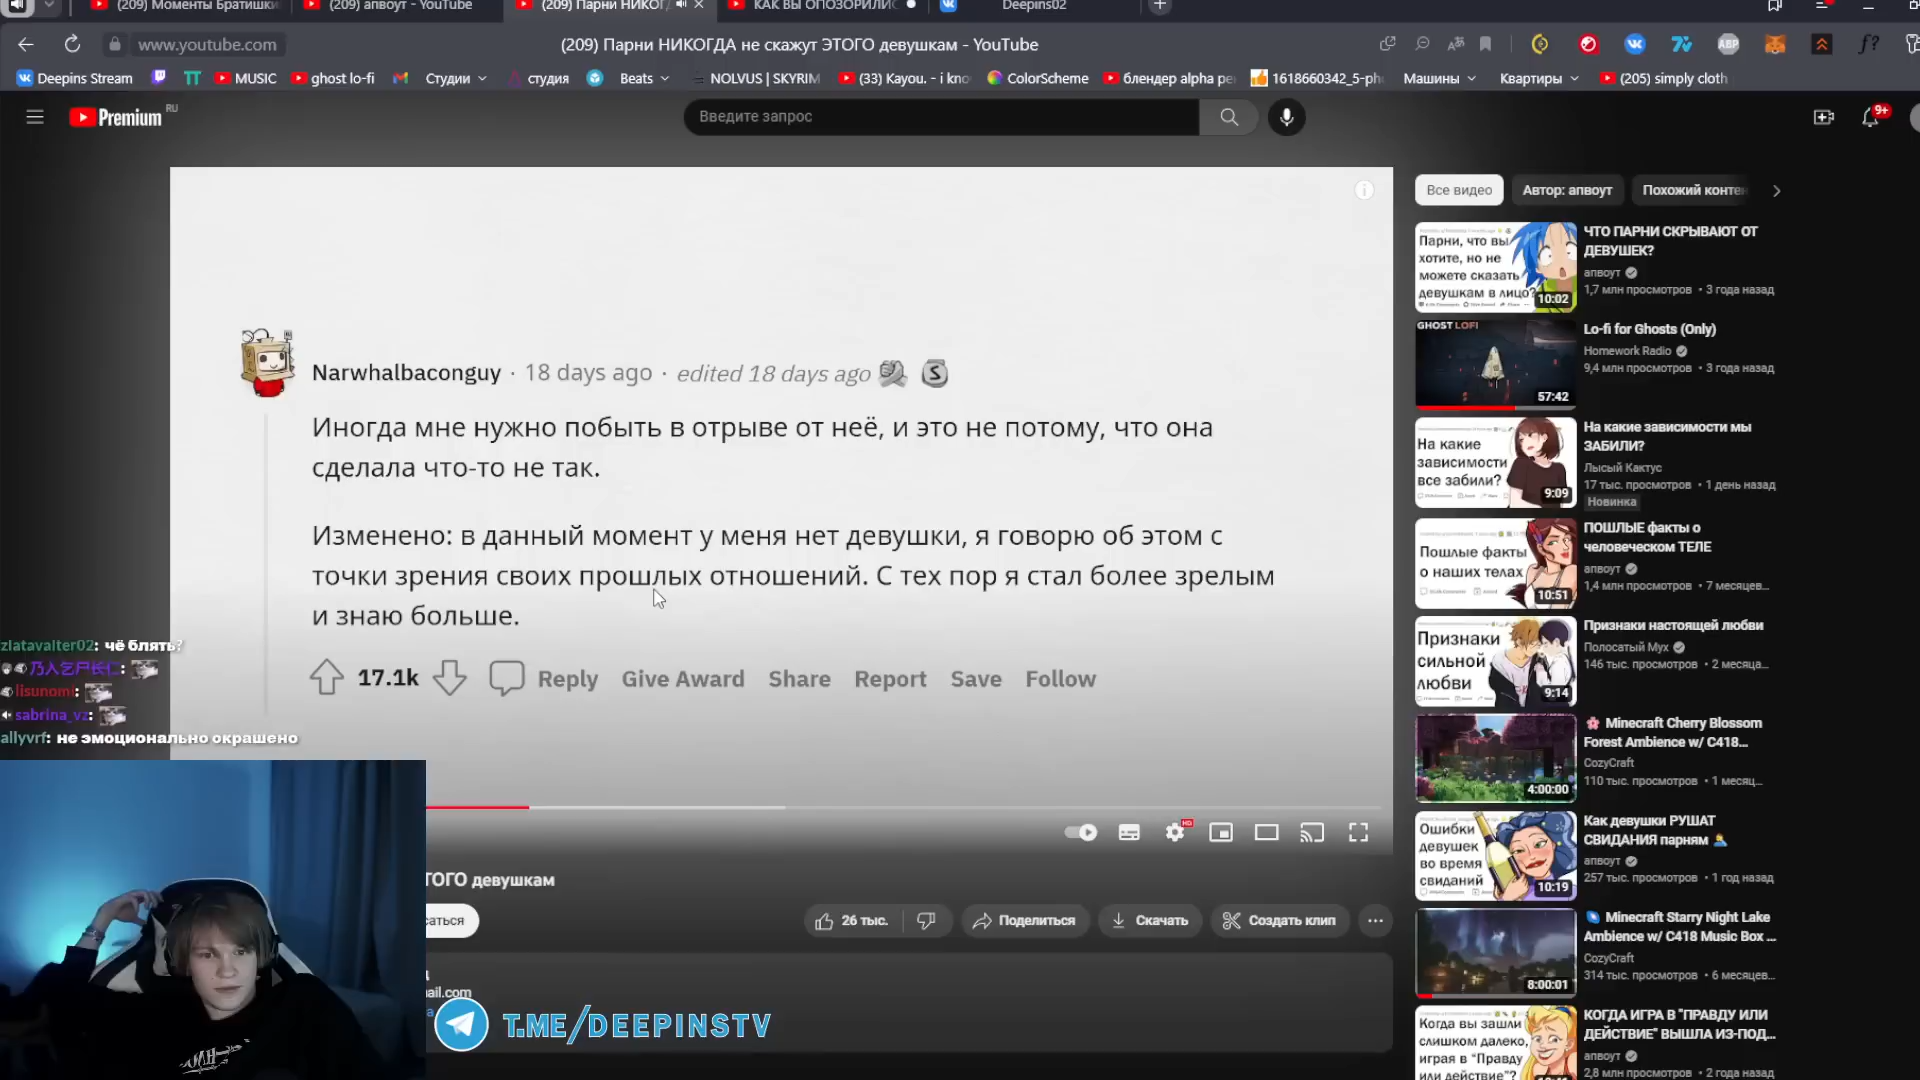 (209) Моменты Братишки
(209) апвоут - YouTube
(209) Парни НИКОГ
КАК ВЫ ОПОЗОРИЛИС
Deepins02
www.youtube.com
(209) Парни НИКОГДА не скажут ЭТОГО девушкам - YouTube
Deepins Stream
MUSIC
ghost lo-fi
Студии
студия
Beats
NOLVUS | SKYRIM
(33) Kayou. - i kno
ColorScheme
блендер alpha ре
1618660342_5-ph
Машины
Квартиры
(205) simply cloth
Premium RU
Введите запрос
9+
Narwhalbaconguy · 18 days ago · edited 18 days ago
Иногда мне нужно побыть в отрыве от неё, и это не потому, что она
сделала что-то не так.
Изменено: в данный момент у меня нет девушки, я говорю об этом с
точки зрения своих прошлых отношений. С тех пор я стал более зрелым
и знаю больше.
17.1k Reply Give Award Share Report Save Follow
zlatavalter02: чё блять?
lisunomi:
sabrina_vz:
allyvrf: не эмоционально окрашено
HD
ТОГО девушкам
саться
26 тыс.
Поделиться
Скачать
Создать клип
ail.com
T.ME/DEEPINSTV
Все видео
Автор: апвоут
Похожий контен
Парни, что вы
хотите, но не
можете сказать
девушкам в лицо?
10:02
ЧТО ПАРНИ СКРЫВАЮТ ОТ
ДЕВУШЕК?
апвоут
1,7 млн просмотров • 3 года назад
GHOST LOFI
57:42
Lo-fi for Ghosts (Only)
Homework Radio
9,4 млн просмотров • 3 года назад
На какие
зависимости
все забили?
9:09
На какие зависимости мы
ЗАБИЛИ?
Лысый Кактус
17 тыс. просмотров • 1 день назад
Новинка
Пошлые факты
о наших телах
10:51
ПОШЛЫЕ факты о
человеческом ТЕЛЕ
апвоут
1,4 млн просмотров • 7 месяцев...
Признаки
сильной
любви
9:14
Признаки настоящей любви
Полосатый Мух
146 тыс. просмотров • 2 месяца...
4:00:00
Minecraft Cherry Blossom
Forest Ambience w/ C418...
CozyCraft
110 тыс. просмотров • 1 месяц...
Ошибки
девушек
во время
свиданий
10:19
Как девушки РУШАТ
СВИДАНИЯ парням
апвоут
257 тыс. просмотров • 1 год назад
8:00:01
Minecraft Starry Night Lake
Ambience w/ C418 Music Box ...
CozyCraft
314 тыс. просмотров • 6 месяцев...
Когда вы зашли
слишком далеко,
играя в "Правду
или действие"?
КОГДА ИГРА В "ПРАВДУ ИЛИ
ДЕЙСТВИЕ" ВЫШЛА ИЗ-ПОД...
апвоут
2,8 млн просмотров • 2 года назад